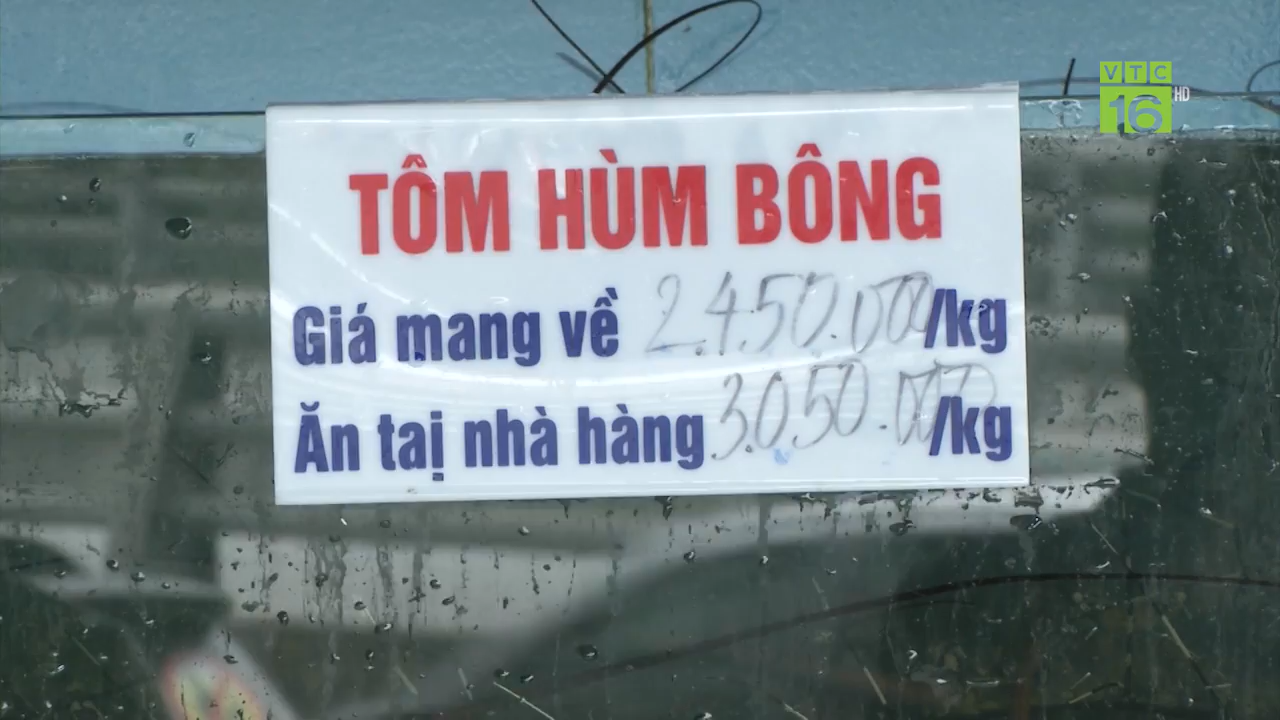 VTC
16 HD
TÔM HÙM BÔNG
Giá mang về 2.450.000/kg
Ăn taị nhà hàng 3.050.000/kg